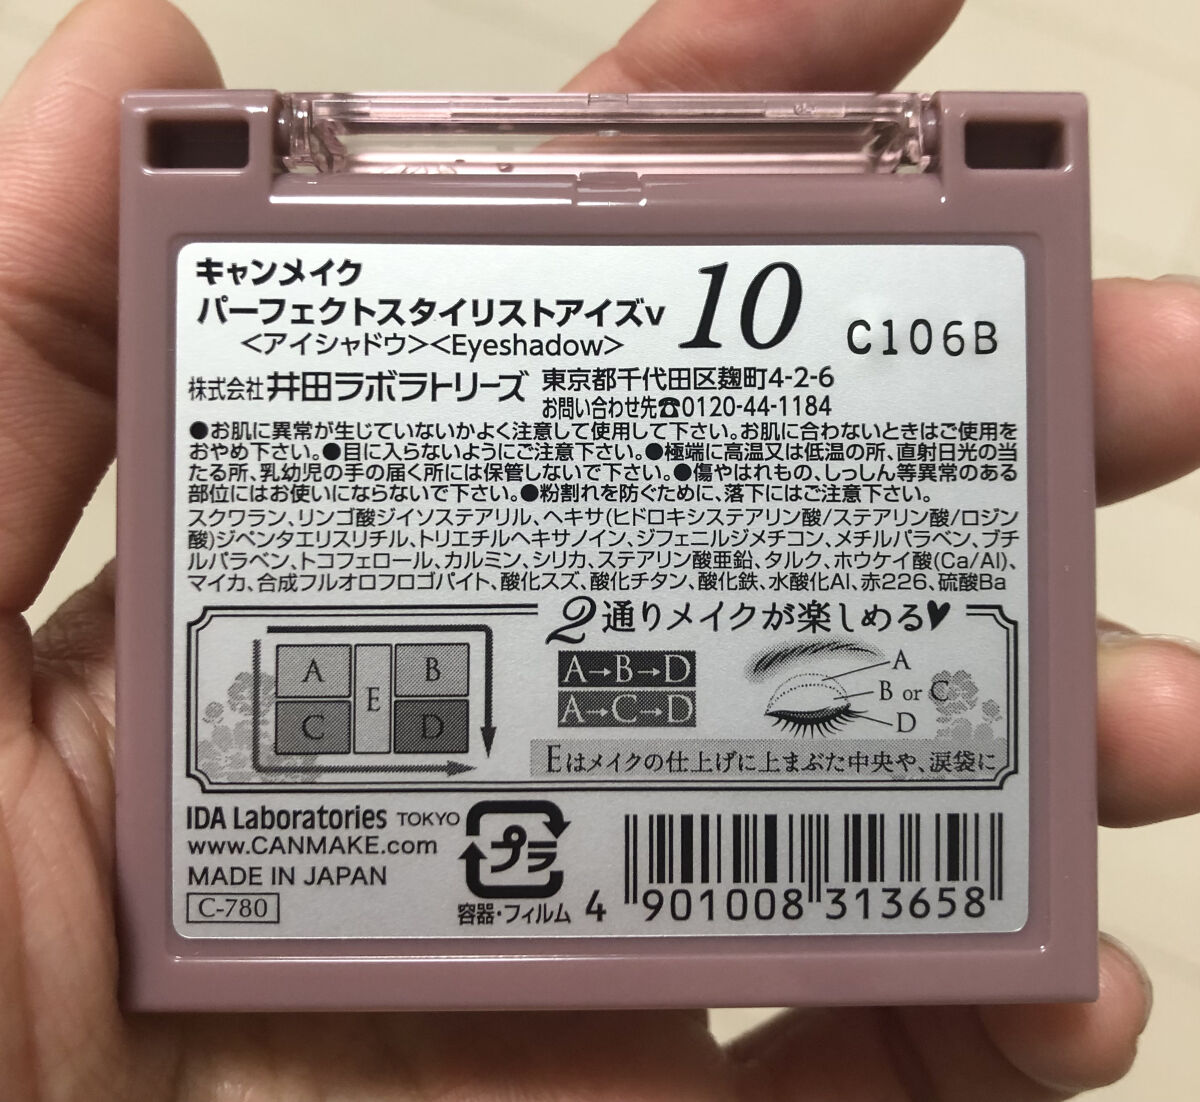 キャンメイク
パーフェクトスタイリストアイズv
<アイシャドウ><Eyeshadow>
10
C106B
株式会社 井田ラボラトリーズ
東京都千代田区麹町4-2-6
お問い合わせ先☎0120-44-1184
●お肌に異常が生じていないかよく注意して使用して下さい。お肌に合わないときはご使用を
おやめ下さい。●目に入らないようにご注意下さい。●極端に高温又は低温の所、直射日光の当
たる所、乳幼児の手の届く所には保管しないで下さい。●傷やはれもの、しっしん等異常のある
部位にはお使いにならないで下さい。●粉割れを防ぐために、落下にはご注意下さい。
スクワラン、リンゴ酸ジイソステアリル、ヘキサ(ヒドロキシステアリン酸/ステアリン酸/ロジン
酸)ジペンタエリスリチル、トリエチルヘキサノイン、ジフェニルジメチコン、メチルパラベン、ブチ
ルパラベン、トコフェロール、カルミン、シリカ、ステアリン酸亜鉛、タルク、ホウケイ酸(Ca/Al)、
マイカ、合成フルオロフロゴパイト、酸化スズ、酸化チタン、酸化鉄、水酸化Al、赤226、硫酸Ba
2通りメイクが楽しめる♥
A B
E
C D
A→B→D
A→C→D
A
B or C
D
Eはメイクの仕上げに上まぶた中央や、涙袋に
IDA Laboratories TOKYO
www.CANMAKE.com
MADE IN JAPAN
C-780
プラ
容器・フィルム
4 901008 313658